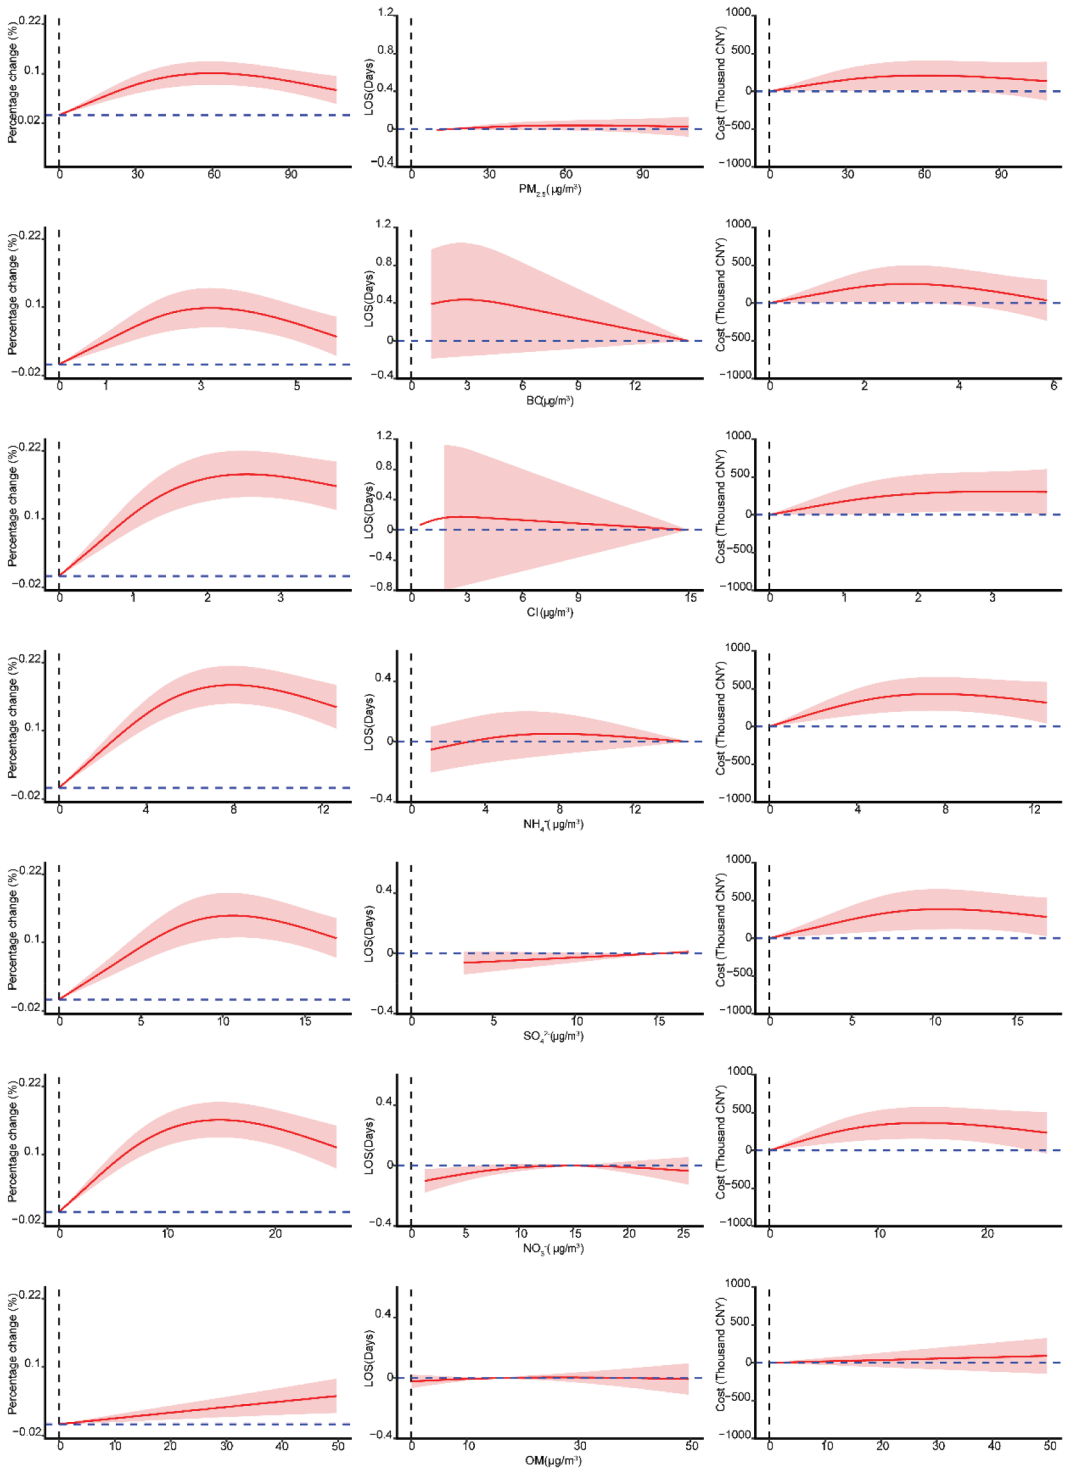 Percentage change (%)
0.22
0.1
−0.02
0 30 60 90
LOS(Days)
1.2
0.8
0.4
0
−0.4
0 30 60 90
PM2.5(μg/m³)
Cost (Thousand CNY)
1000
500
0
−500
−1000
0 30 60 90
Percentage change (%)
0.22
0.1
−0.02
0 1 3 5
LOS(Days)
1.2
0.8
0.4
0
−0.4
0 3 6 9 12
BC(μg/m³)
Cost (Thousand CNY)
1000
500
0
−500
−1000
0 2 4 6
Percentage change (%)
0.22
0.1
−0.02
0 1 2 3
LOS(Days)
1.2
0.8
0.4
0
−0.4
−0.8
0 3 6 9 15
Cl(μg/m³)
Cost (Thousand CNY)
1000
500
0
−500
−1000
0 1 2 3
Percentage change (%)
0.22
0.1
−0.02
0 4 8 12
LOS(Days)
0.4
0
−0.4
0 4 8 12
NH₄⁺(μg/m³)
Cost (Thousand CNY)
1000
500
0
−500
−1000
0 4 8 12
Percentage change (%)
0.22
0.1
−0.02
0 5 10 15
LOS(Days)
0.4
0
−0.4
0 5 10 15
SO₄²⁻(μg/m³)
Cost (Thousand CNY)
1000
500
0
−500
−1000
0 5 10 15
Percentage change (%)
0.22
0.1
−0.02
0 10 20
LOS(Days)
0.4
0
−0.4
0 5 10 15 20 25
NO₃⁻(μg/m³)
Cost (Thousand CNY)
1000
500
0
−500
−1000
0 10 20
Percentage change (%)
0.22
0.1
−0.02
0 10 20 30 40 50
LOS(Days)
0.4
0
−0.4
10 30 50
OM(μg/m³)
Cost (Thousand CNY)
1000
500
0
−500
−1000
0 10 20 30 40 50